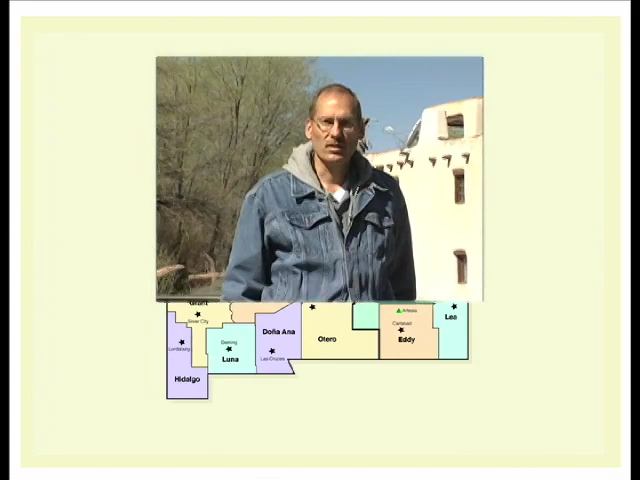 Grant
Silver City
Artesia
Lea
Carlsbad
Doña Ana
Lordsburg
Deming
Otero
Eddy
Luna
Las Cruces
Hidalgo